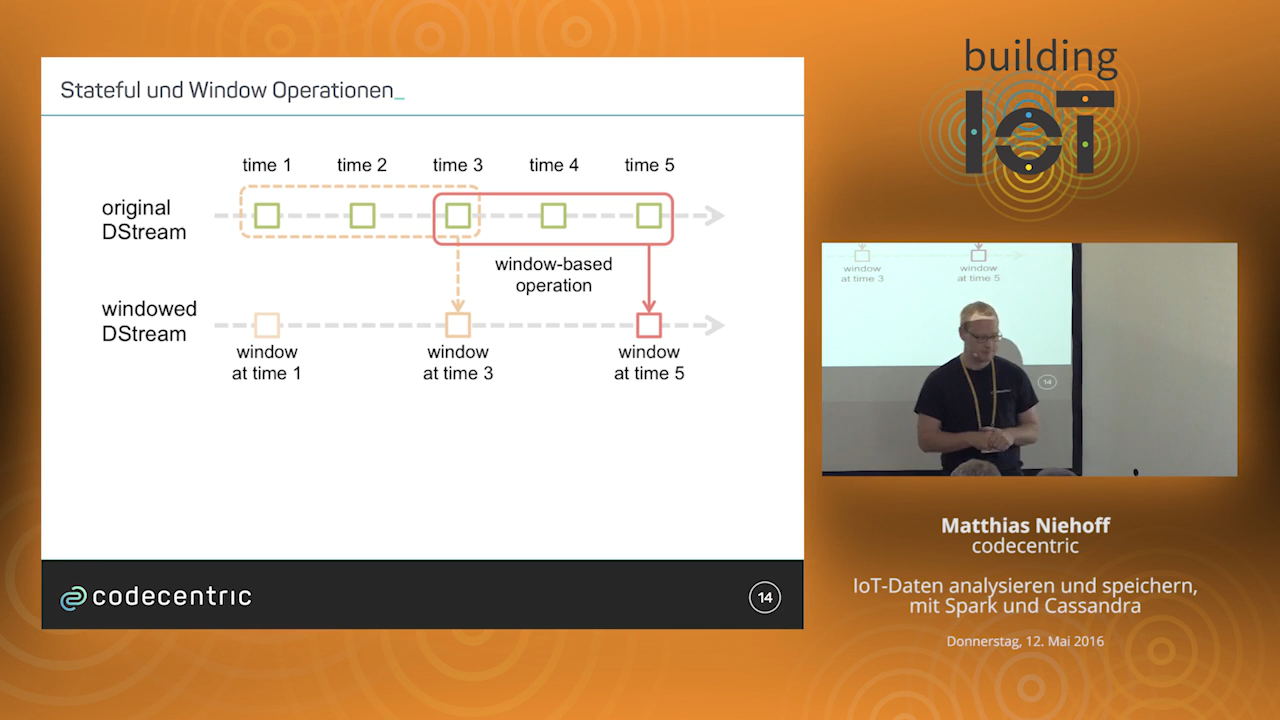 Stateful und Window Operationen_
time 1 time 2 time 3 time 4 time 5
original
DStream
window-based
operation
windowed
DStream
window
at time 1
window
at time 3
window
at time 5
codecentric
14
building
IoT
window
at time 3
window
at time 5
14
Matthias Niehoff
codecentric
IoT-Daten analysieren und speichern,
mit Spark und Cassandra
Donnerstag, 12. Mai 2016